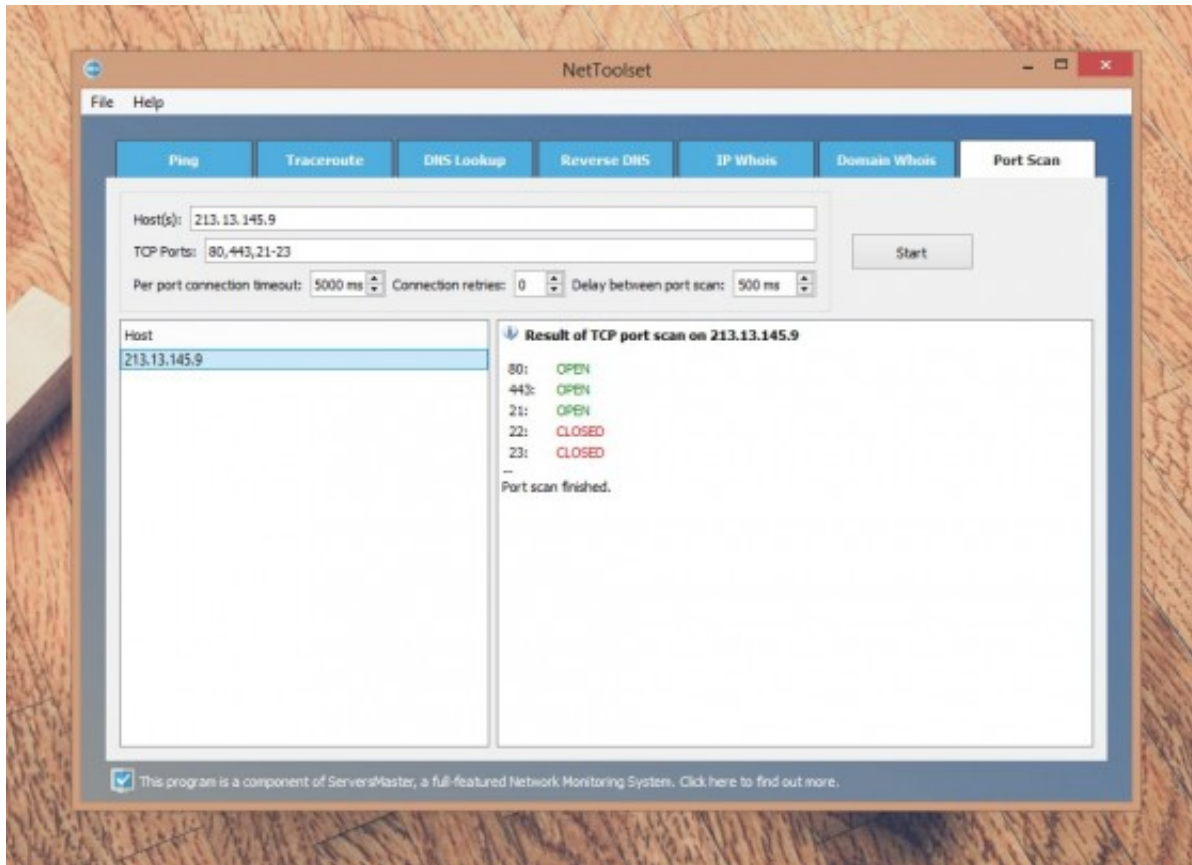 NetToolset
File Help
Ping Traceroute DNS Lookup Reverse DNS IP Whois Domain Whois Port Scan
Host(s): 213.13.145.9
TCP Ports: 80,443,21-23
Start
Per port connection timeout: 5000 ms Connection retries: 0 Delay between port scan: 500 ms
Host
213.13.145.9
Result of TCP port scan on 213.13.145.9
80: OPEN
443: OPEN
21: OPEN
22: CLOSED
23: CLOSED
--
Port scan finished.
This program is a component of ServersMaster, a full-featured Network Monitoring System. Click here to find out more.